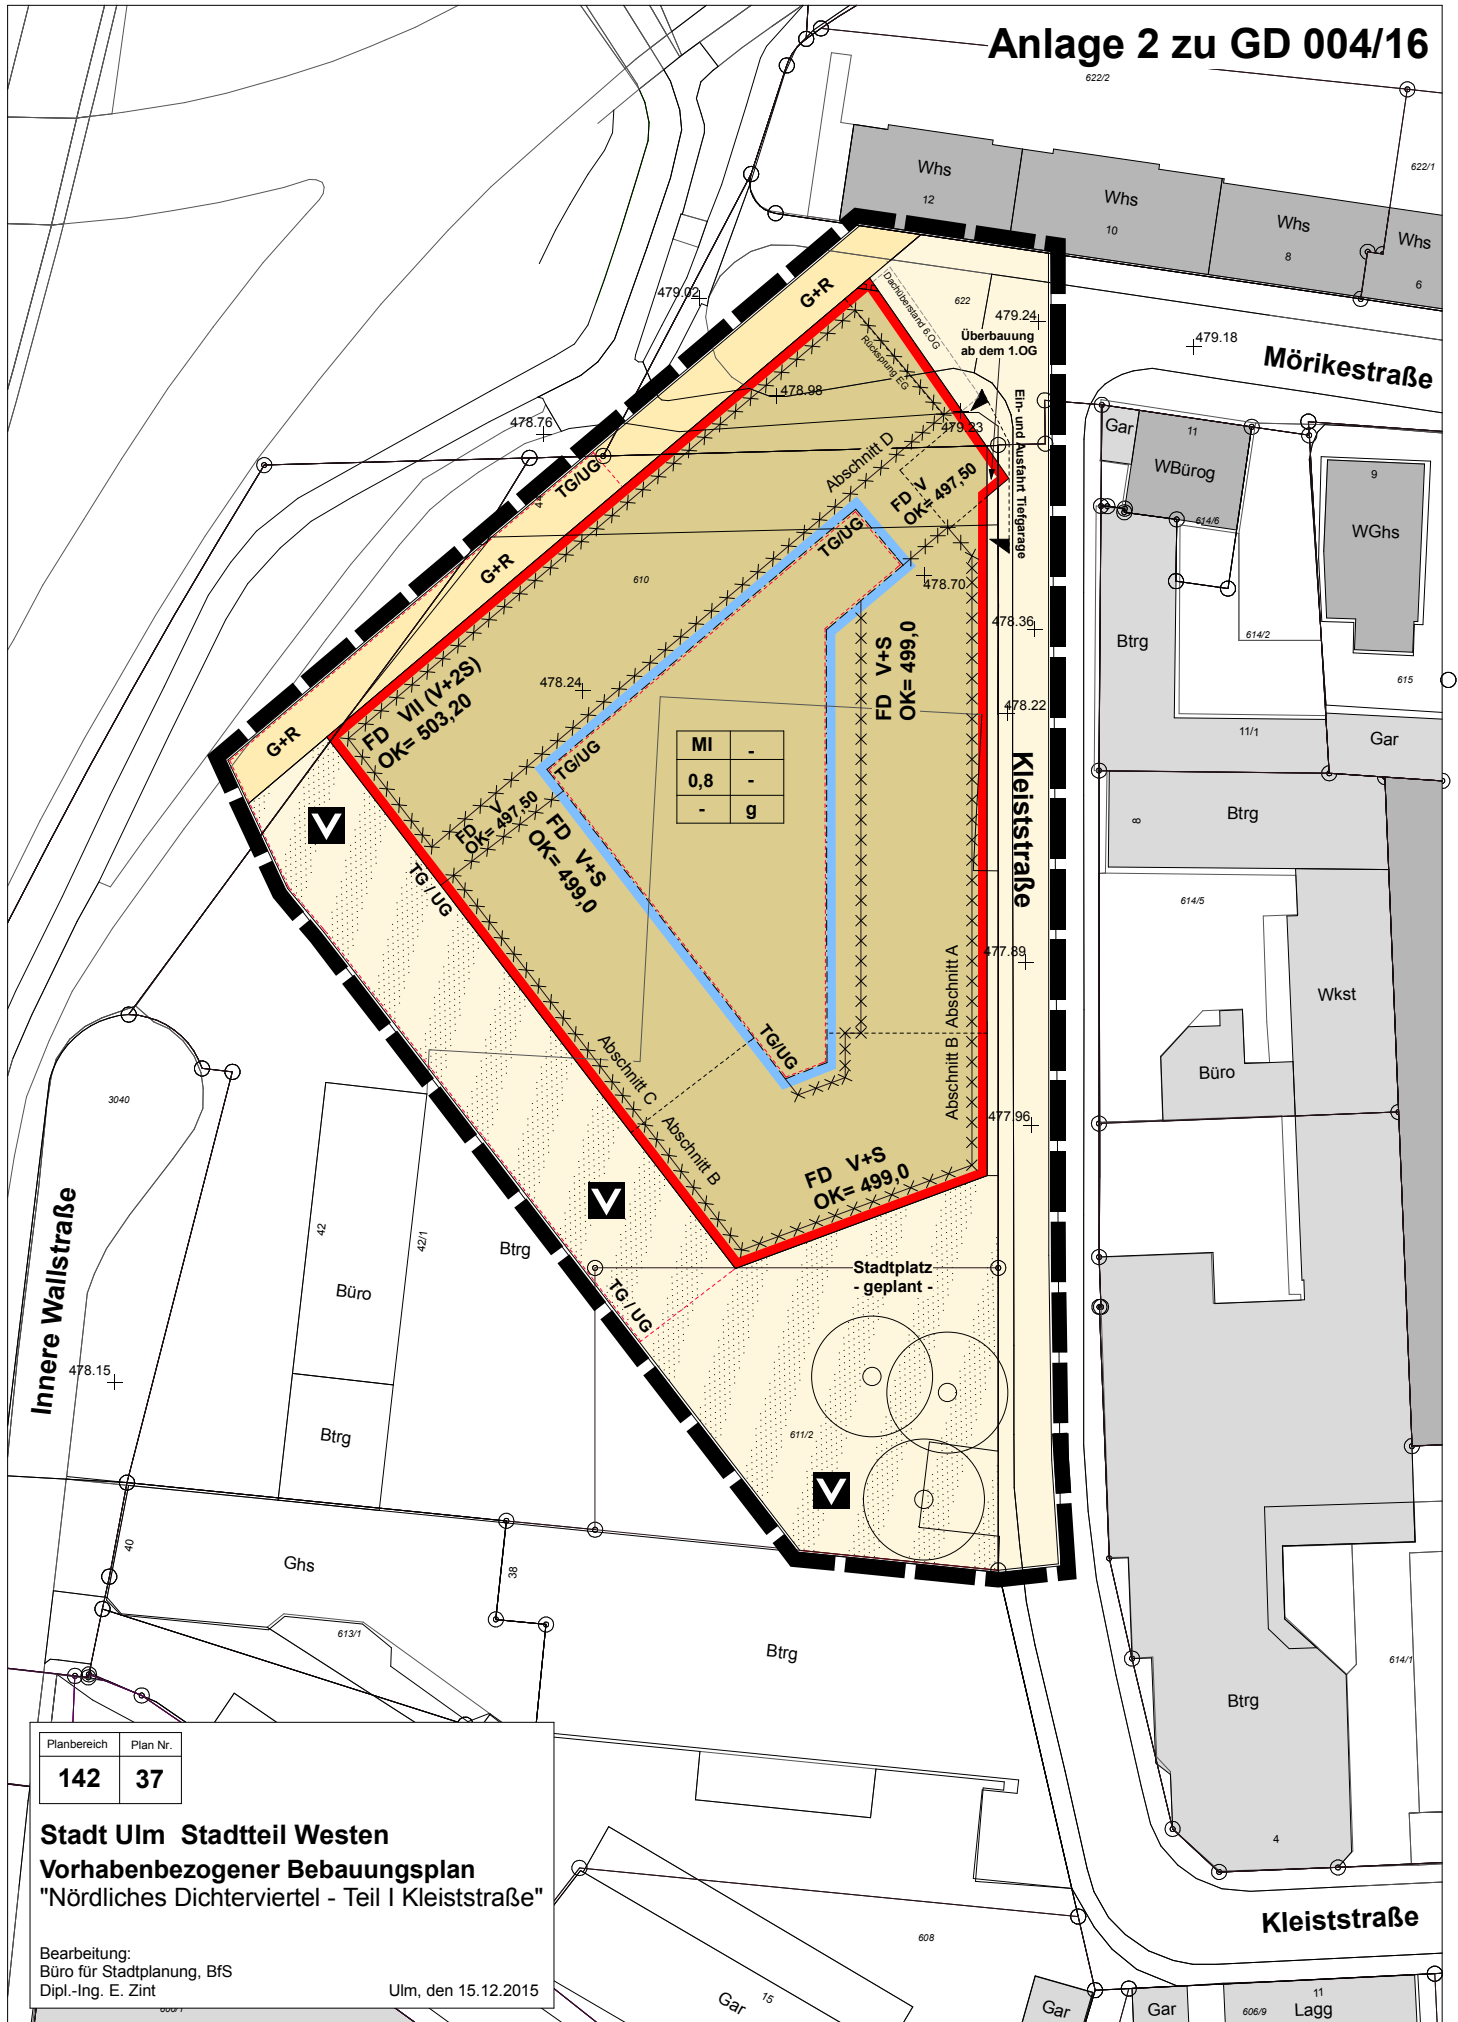 Anlage 2 zu GD 004/16
622/2
622/1
Whs
12
Whs
10
Whs
8
Whs
6
G+R
479.02
Dachüberstand 6.OG
622
479.24
Überbauung
ab dem 1.OG
Rücksprung EG
479.18
Mörikestraße
478.98
478.76
479.23
Ein- und Ausfahrt Tiefgarage
Gar
11
WBürog
614/6
9
WGhs
TG/UG
Abschnitt D
FD V
OK= 497,50
TG/UG
G+R
610
478.70
478.36
Btrg
614/2
615
FD V+S
OK= 499,0
478.24
478.22
FD VII (V+2S)
OK= 503,20
G+R
11/1
Gar
MI -
0,8 -
- g
Kleiststraße
TG/UG
FD V
OK= 497,50
FD V+S
OK= 499,0
8
Btrg
TG / UG
614/5
477.89
Wkst
Abschnitt A
Abschnitt B
TG/UG
Abschnitt C
Abschnitt B
Büro
3040
477.96
FD V+S
OK= 499,0
Innere Wallstraße
42
42/1
Btrg
Büro
Stadtplatz
- geplant -
TG / UG
478.15
Btrg
611/2
40
Ghs
38
613/1
Btrg
614/1
Btrg
Planbereich Plan Nr.
142 37
Stadt Ulm Stadtteil Westen
Vorhabenbezogener Bebauungsplan
"Nördliches Dichterviertel - Teil I Kleiststraße"
Bearbeitung:
Büro für Stadtplanung, BfS
Dipl.-Ing. E. Zint Ulm, den 15.12.2015
4
Kleiststraße
608
Gar
15
Gar
Gar
606/9
11
Lagg